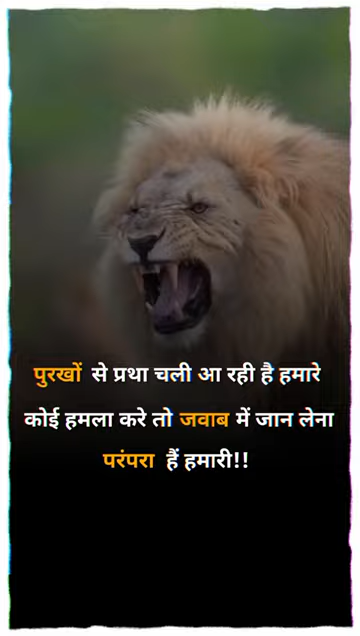 पुरखों से प्रथा चली आ रही है हमारे
कोई हमला करे तो जवाब में जान लेना
परंपरा हैं हमारी!!